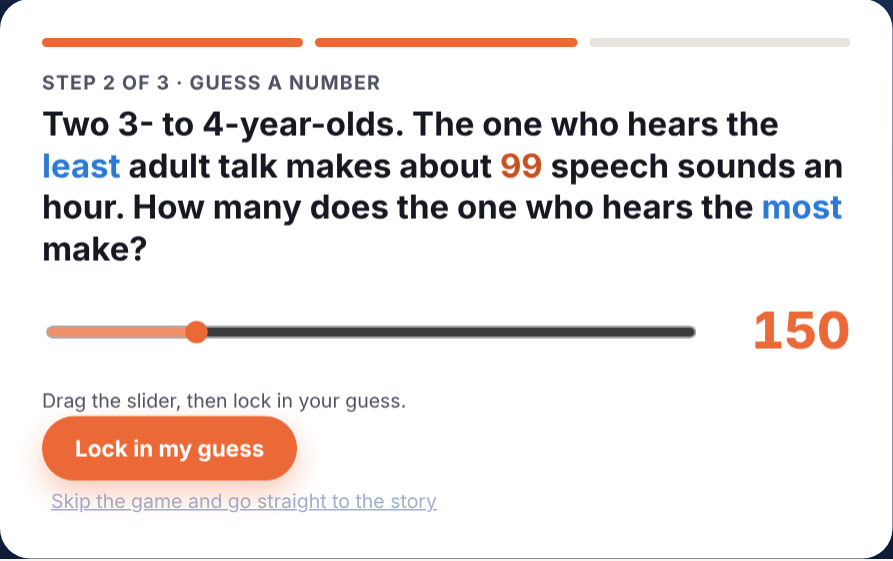 STEP 2 OF 3 · GUESS A NUMBER
Two 3- to 4-year-olds. The one who hears the
least adult talk makes about 99 speech sounds an
hour. How many does the one who hears the most
make?
150
Drag the slider, then lock in your guess.
Lock in my guess
Skip the game and go straight to the story